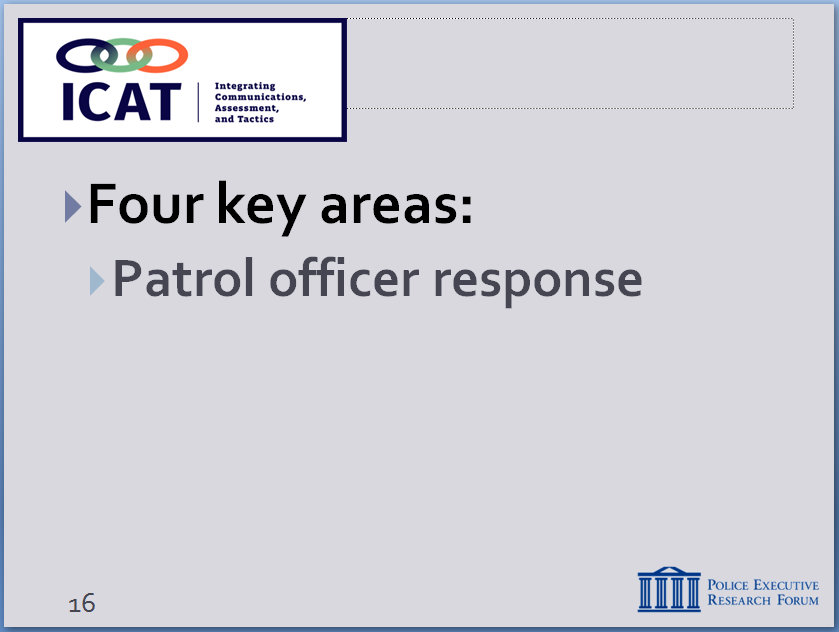 ICAT
Integrating
Communications,
Assessment,
and Tactics
Four key areas:
Patrol officer response
16
POLICE EXECUTIVE
RESEARCH FORUM